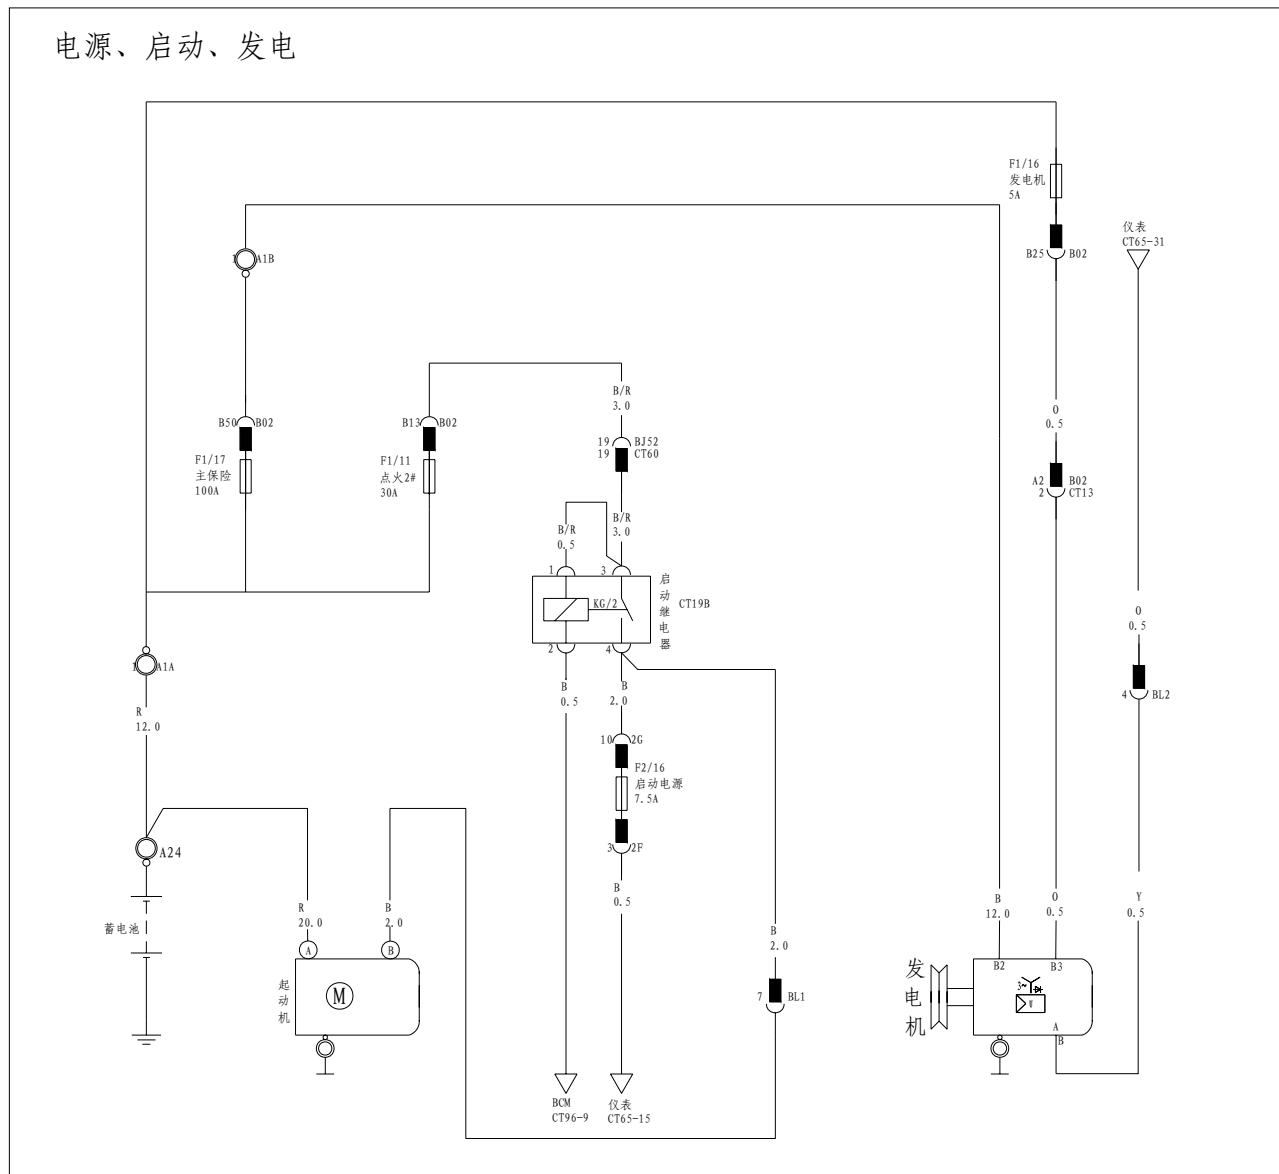 电源、启动、发电
F1/16
发电机
5A
B25 B02
仪表
CT65-31
1 A1B
B/R
3.0
B50 B02
F1/17
主保险
100A
B13 B02
F1/11
点火2#
30A
19 BJ52
19 CT60
O
0.5
A2 B02
2 CT13
B/R
0.5
B/R
3.0
1
3
KG/2
2
4
启动继电器
CT19B
O
0.5
1 A1A
R
12.0
B
0.5
B
2.0
4 BL2
10 2G
F2/16
启动电源
7.5A
3 2F
A24
蓄电池
R
20.0
B
2.0
B
0.5
B
2.0
B
12.0
O
0.5
Y
0.5
A
B
起动机
M
7 BL1
发电机
B2
B3
3~
U
A
B
BCM
CT96-9
仪表
CT65-15